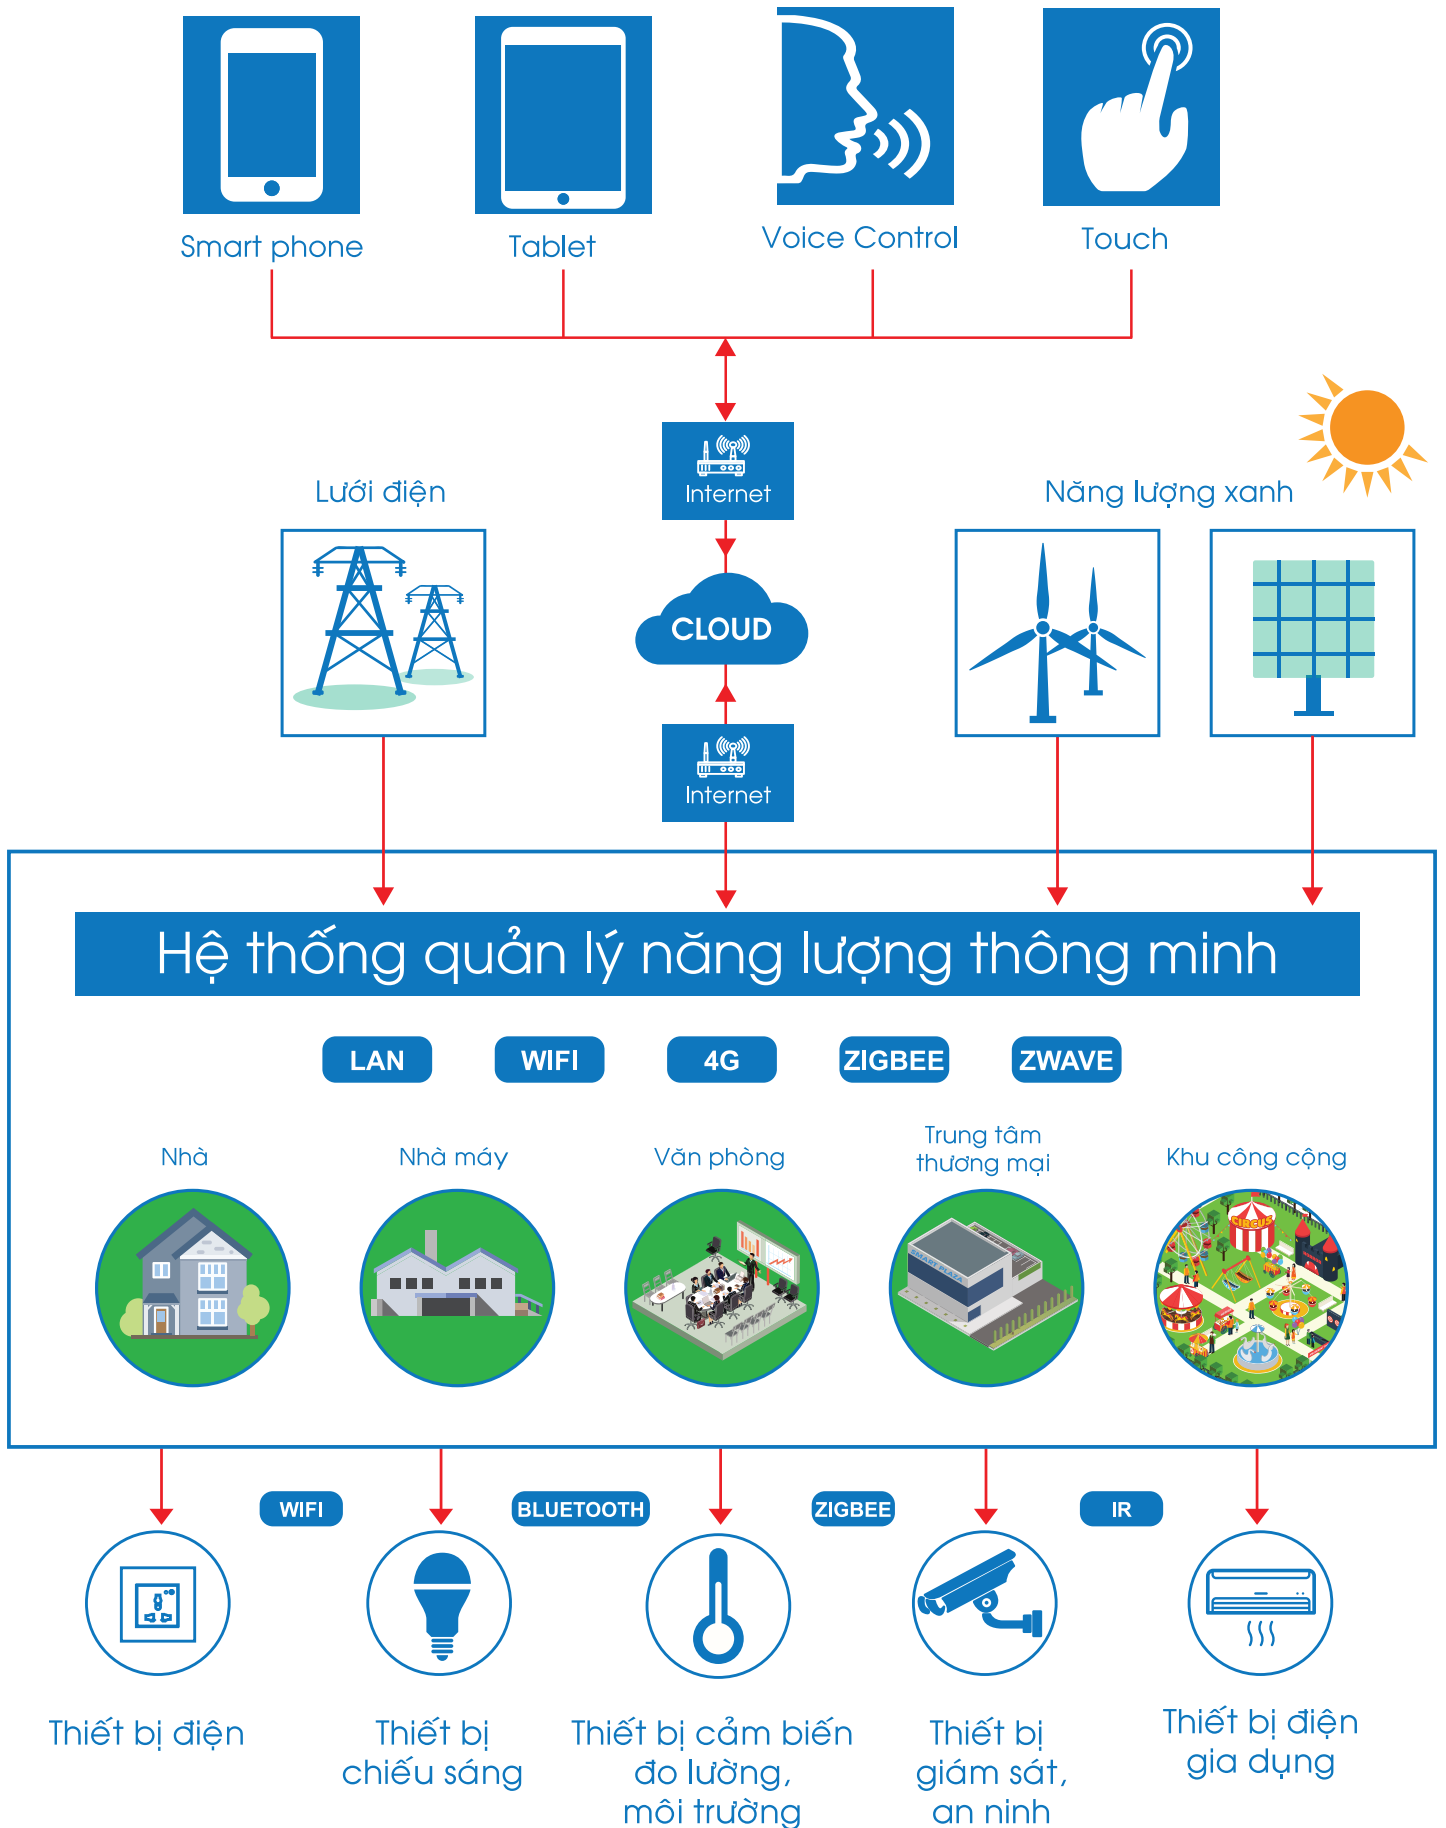 Smart phone
Tablet
Voice Control
Touch
Internet
Lưới điện
Năng lượng xanh
CLOUD
Internet
Hệ thống quản lý năng lượng thông minh
LAN
WIFI
4G
ZIGBEE
ZWAVE
Nhà
Nhà máy
Văn phòng
Trung tâm
thương mại
Khu công cộng
CIRCUS
SMART PLAZA
WIFI
BLUETOOTH
ZIGBEE
IR
Thiết bị điện
Thiết bị
chiếu sáng
Thiết bị cảm biến
đo lường,
môi trường
Thiết bị
giám sát,
an ninh
Thiết bị điện
gia dụng